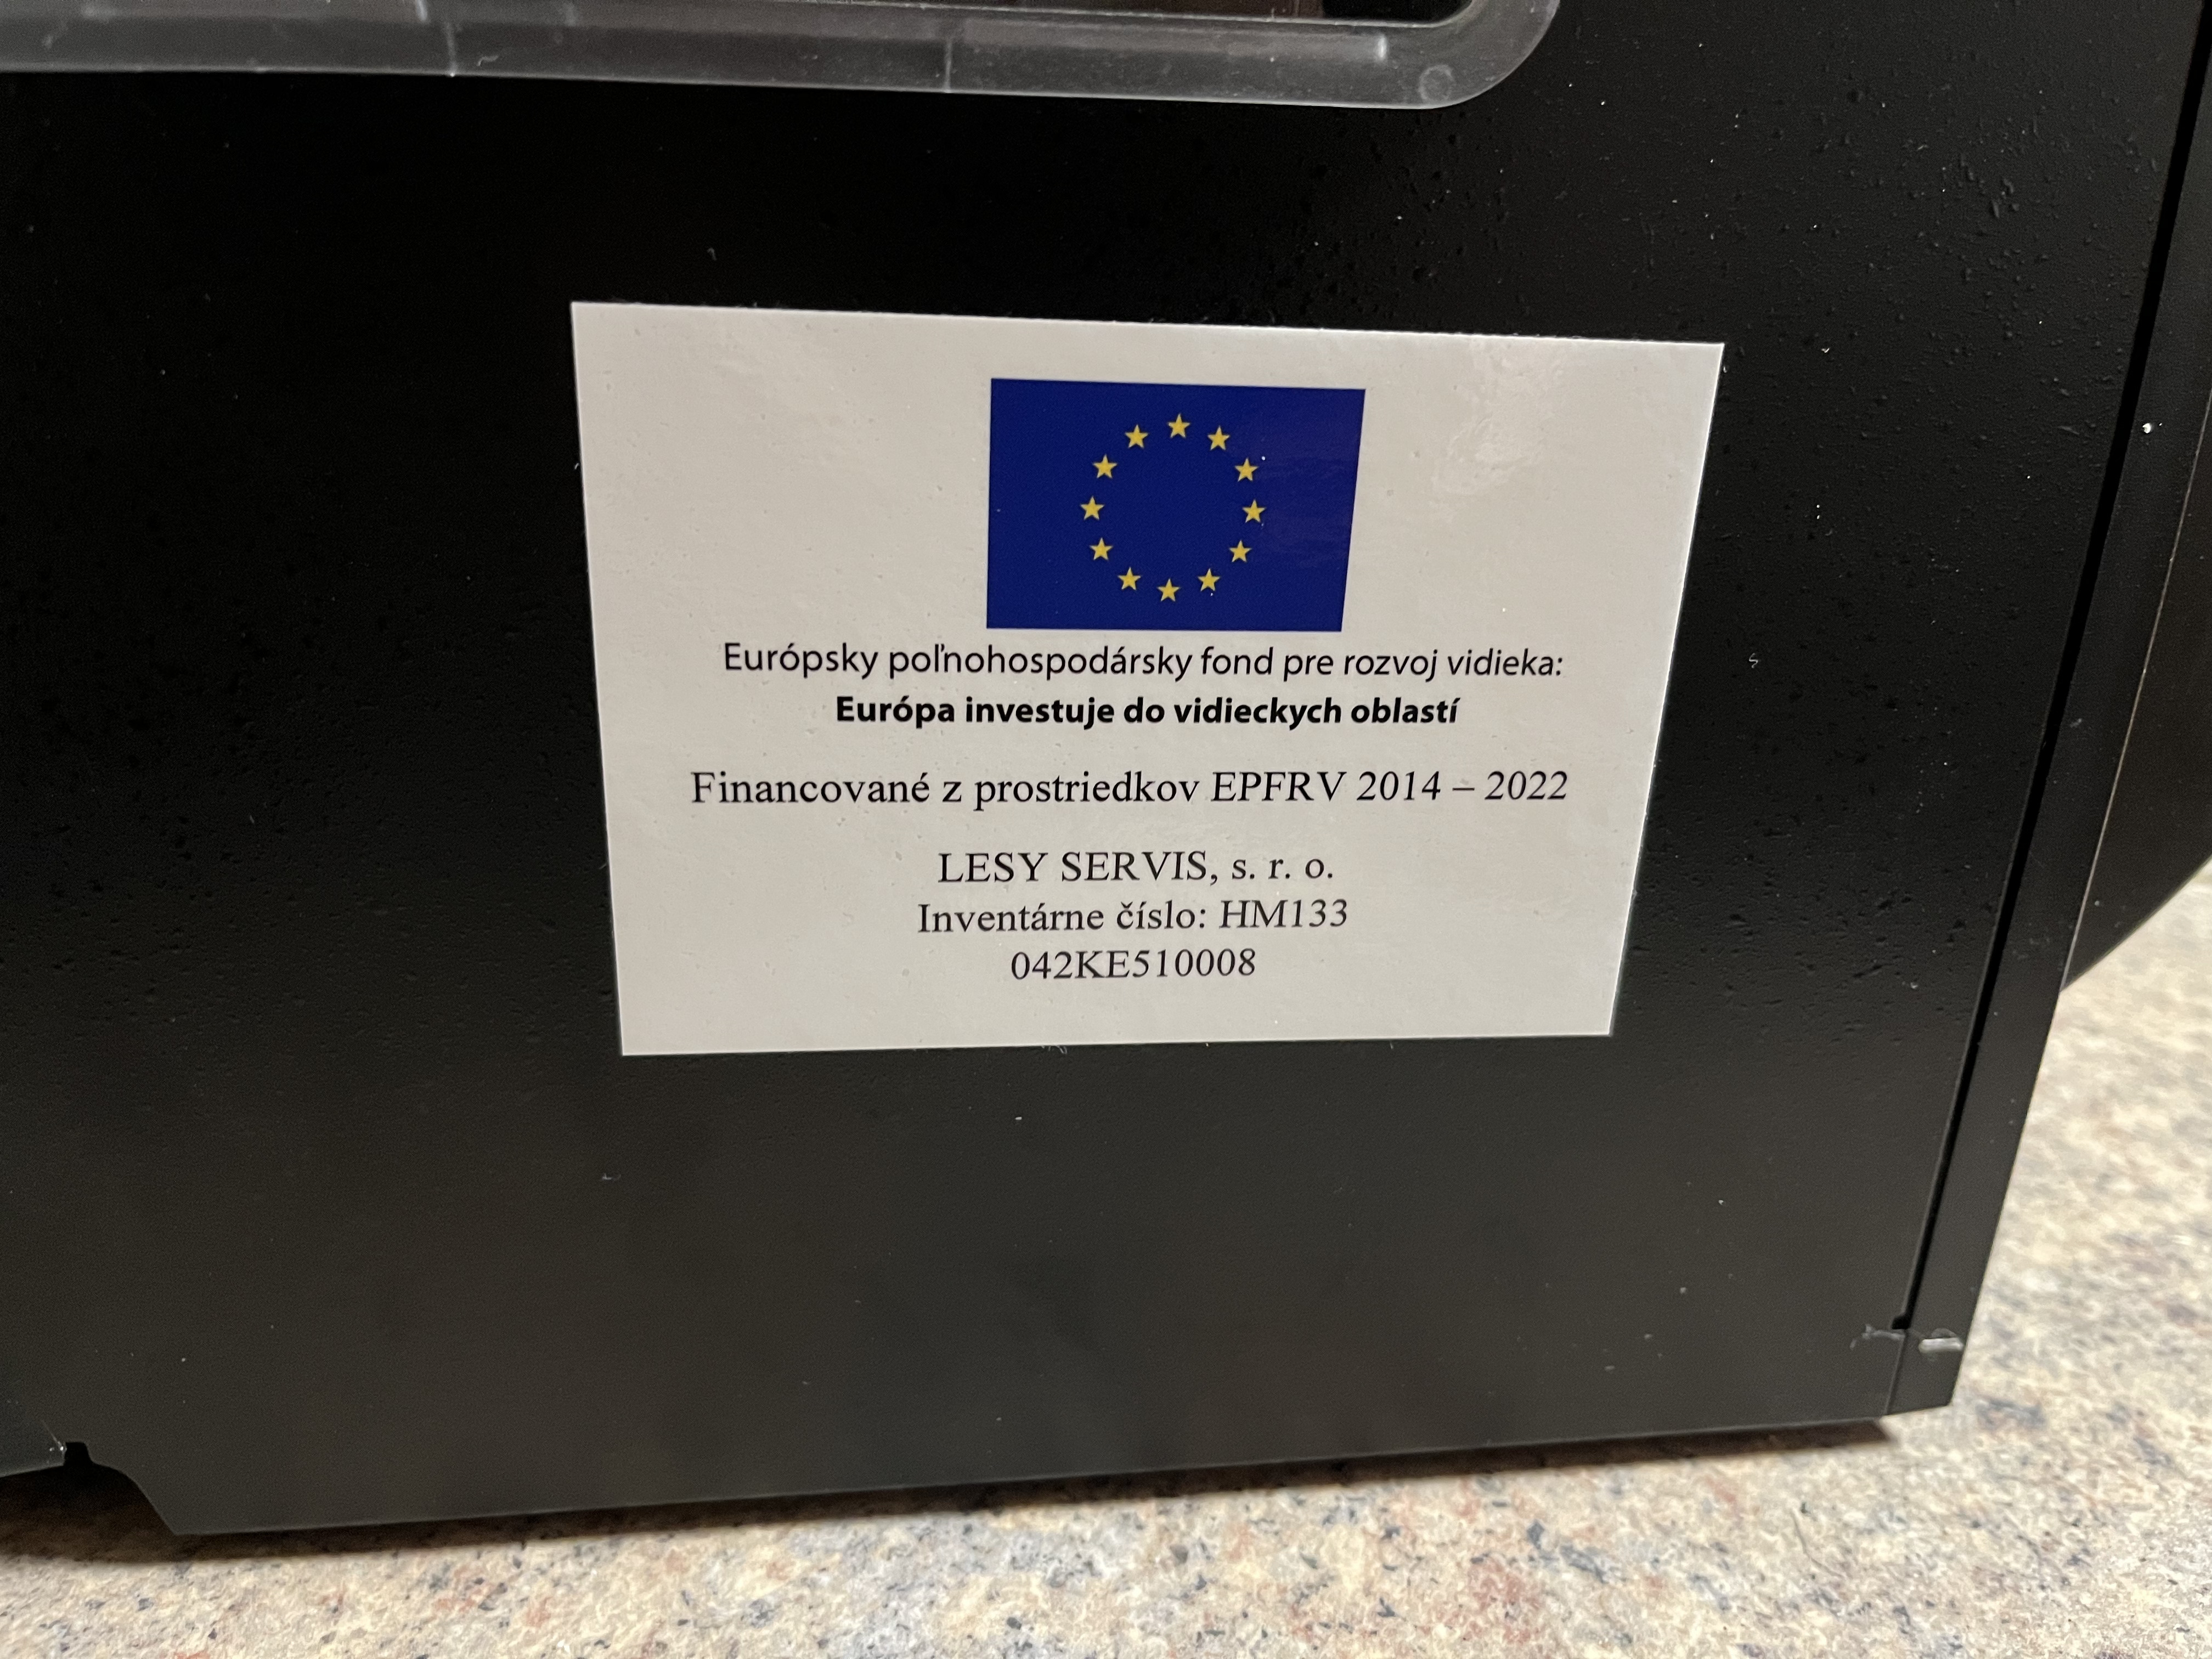 Európsky poľnohospodársky fond pre rozvoj vidieka:
Európa investuje do vidieckych oblastí
Financované z prostriedkov EPFRV 2014 – 2022
LESY SERVIS, s. r. o.
Inventárne číslo: HM133
042KE510008